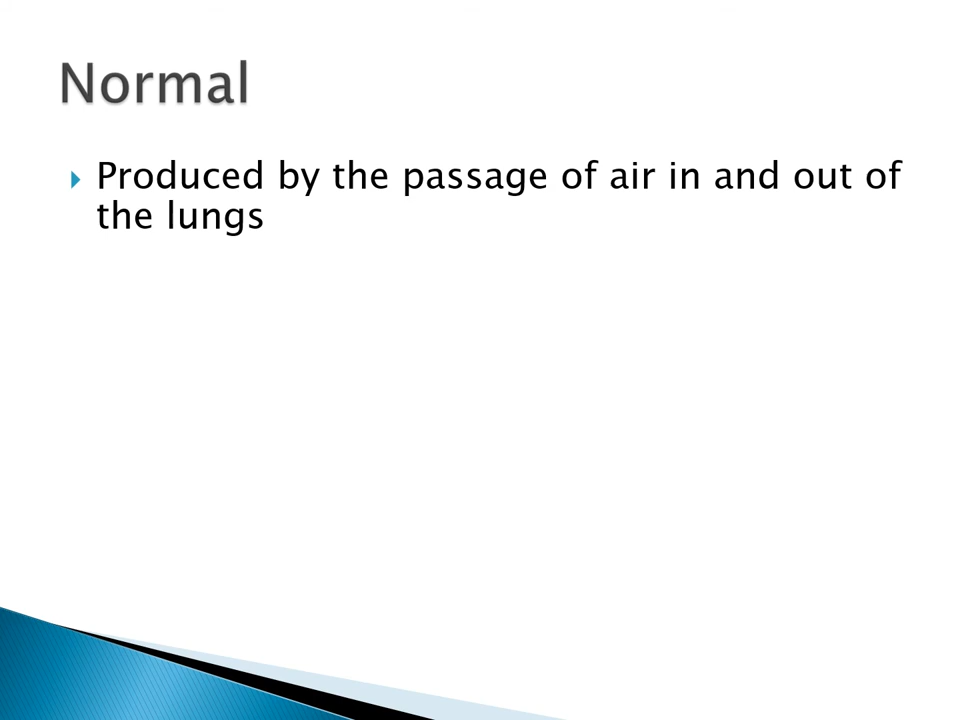 Normal
Produced by the passage of air in and out of
the lungs